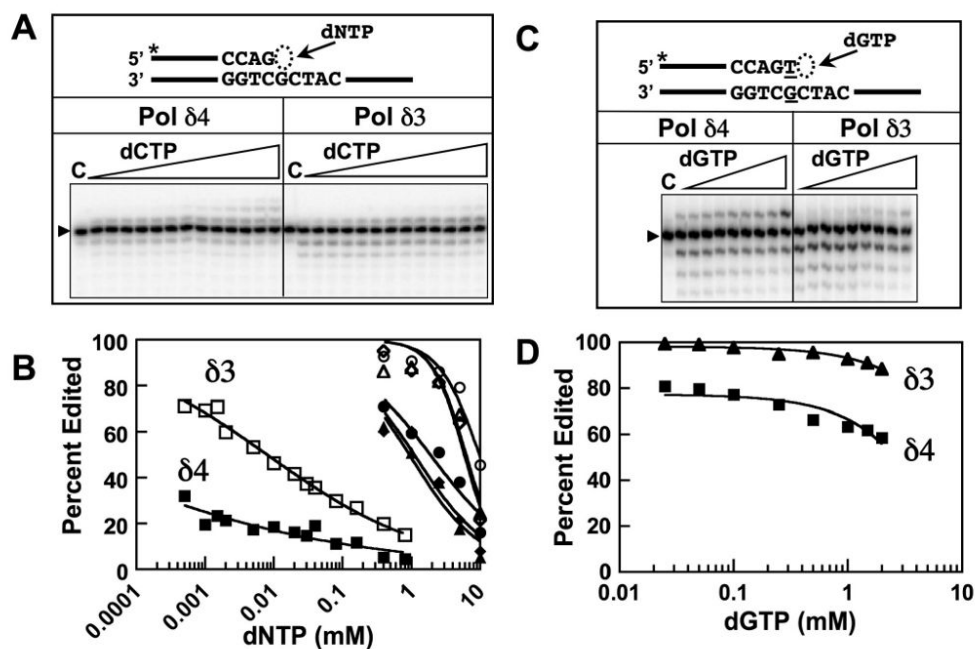 A
dNTP
5' * CCAG
3' GGTCGCTAC
Pol δ4 Pol δ3
dCTP dCTP
C C
B
Percent Edited
100
80
60
40
20
0
δ3
δ4
0.0001 0.001 0.01 0.1 1 10
dNTP (mM)
C
dGTP
5' * CCAGT
3' GGTCGCTAC
Pol δ4 Pol δ3
dGTP dGTP
C
D
Percent Edited
100
80
60
40
20
0
δ3
δ4
0.01 0.1 1 10
dGTP (mM)